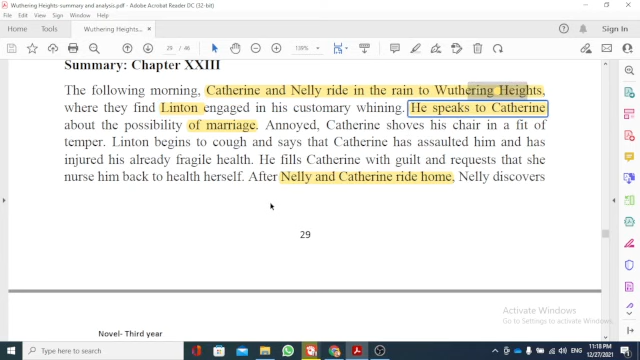 Wuthering Heights-summary and analysis.pdf - Adobe Acrobat Reader DC (32-bit)
File Edit View Sign Window Help
Home Tools Wuthering Heights-... × Sign In
29 / 46 139%
Summary: Chapter XXIII
The following morning, Catherine and Nelly ride in the rain to Wuthering Heights,
where they find Linton engaged in his customary whining. He speaks to Catherine
about the possibility of marriage. Annoyed, Catherine shoves his chair in a fit of
temper. Linton begins to cough and says that Catherine has assaulted him and has
injured his already fragile health. He fills Catherine with guilt and requests that she
nurse him back to health herself. After Nelly and Catherine ride home, Nelly discovers
29
Activate Windows
Go to Settings to activate Windows.
Novel- Third year
Type here to search
ENG
11:18 PM
12/27/2021